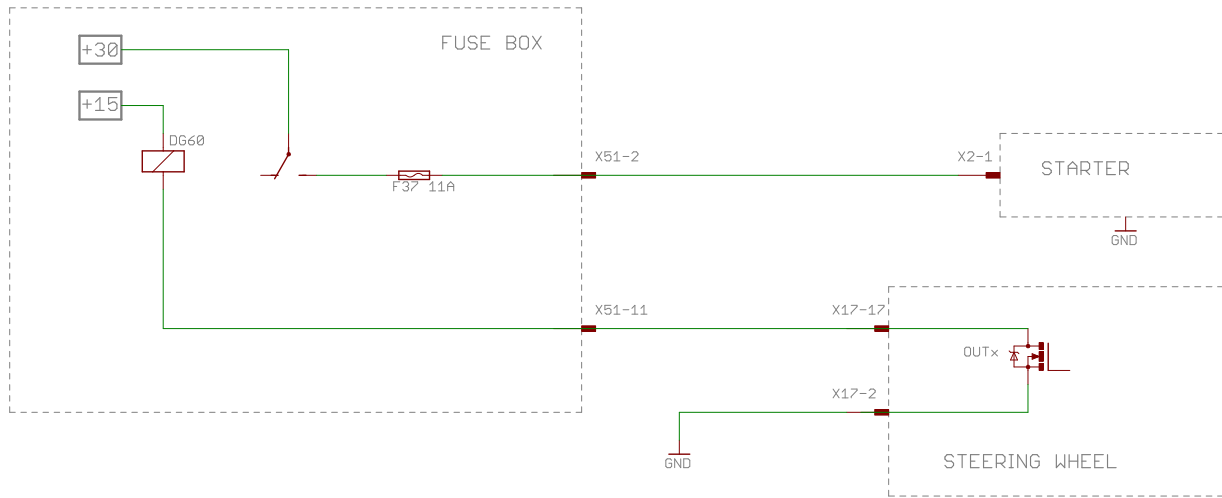 +30
FUSE BOX
+15
DG60
X51-2
X2-1
STARTER
F37 11A
GND
X51-11
X17-17
OUTx
X17-2
GND
STEERING WHEEL